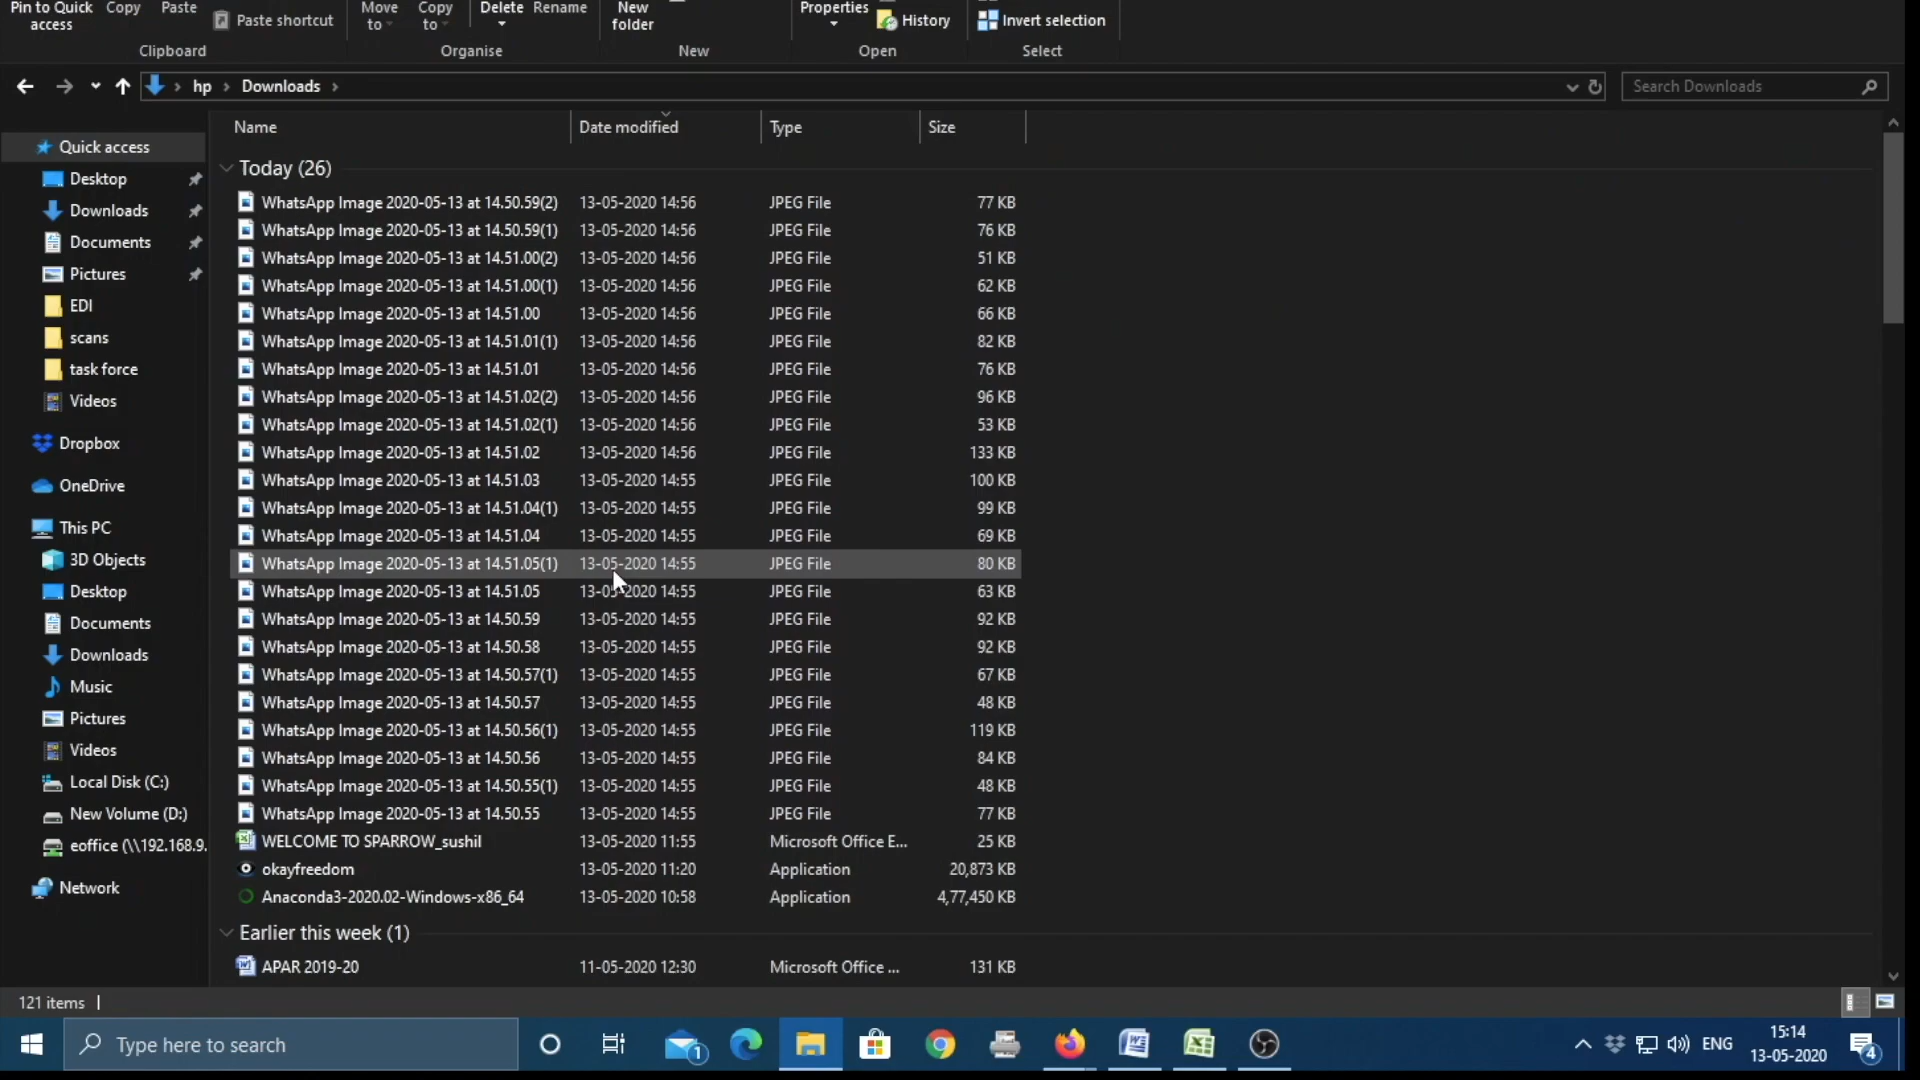 Pin to Quick access
Copy
Paste
Paste shortcut
Clipboard
Move to
Copy to
Delete
Rename
Organise
New folder
New
Properties
History
Open
Invert selection
Select
hp > Downloads >
Search Downloads
Quick access
Desktop
Downloads
Documents
Pictures
EDI
scans
task force
Videos
Dropbox
OneDrive
This PC
3D Objects
Desktop
Documents
Downloads
Music
Pictures
Videos
Local Disk (C:)
New Volume (D:)
eoffice (\\192.168.9.
Network
Name Date modified Type Size
Today (26)
WhatsApp Image 2020-05-13 at 14.50.59(2) 13-05-2020 14:56 JPEG File 77 KB
WhatsApp Image 2020-05-13 at 14.50.59(1) 13-05-2020 14:56 JPEG File 76 KB
WhatsApp Image 2020-05-13 at 14.51.00(2) 13-05-2020 14:56 JPEG File 51 KB
WhatsApp Image 2020-05-13 at 14.51.00(1) 13-05-2020 14:56 JPEG File 62 KB
WhatsApp Image 2020-05-13 at 14.51.00 13-05-2020 14:56 JPEG File 66 KB
WhatsApp Image 2020-05-13 at 14.51.01(1) 13-05-2020 14:56 JPEG File 82 KB
WhatsApp Image 2020-05-13 at 14.51.01 13-05-2020 14:56 JPEG File 76 KB
WhatsApp Image 2020-05-13 at 14.51.02(2) 13-05-2020 14:56 JPEG File 96 KB
WhatsApp Image 2020-05-13 at 14.51.02(1) 13-05-2020 14:56 JPEG File 53 KB
WhatsApp Image 2020-05-13 at 14.51.02 13-05-2020 14:56 JPEG File 133 KB
WhatsApp Image 2020-05-13 at 14.51.03 13-05-2020 14:55 JPEG File 100 KB
WhatsApp Image 2020-05-13 at 14.51.04(1) 13-05-2020 14:55 JPEG File 99 KB
WhatsApp Image 2020-05-13 at 14.51.04 13-05-2020 14:55 JPEG File 69 KB
WhatsApp Image 2020-05-13 at 14.51.05(1) 13-05-2020 14:55 JPEG File 80 KB
WhatsApp Image 2020-05-13 at 14.51.05 13-05-2020 14:55 JPEG File 63 KB
WhatsApp Image 2020-05-13 at 14.50.59 13-05-2020 14:55 JPEG File 92 KB
WhatsApp Image 2020-05-13 at 14.50.58 13-05-2020 14:55 JPEG File 92 KB
WhatsApp Image 2020-05-13 at 14.50.57(1) 13-05-2020 14:55 JPEG File 67 KB
WhatsApp Image 2020-05-13 at 14.50.57 13-05-2020 14:55 JPEG File 48 KB
WhatsApp Image 2020-05-13 at 14.50.56(1) 13-05-2020 14:55 JPEG File 119 KB
WhatsApp Image 2020-05-13 at 14.50.56 13-05-2020 14:55 JPEG File 84 KB
WhatsApp Image 2020-05-13 at 14.50.55(1) 13-05-2020 14:55 JPEG File 48 KB
WhatsApp Image 2020-05-13 at 14.50.55 13-05-2020 14:55 JPEG File 77 KB
WELCOME TO SPARROW_sushil 13-05-2020 11:55 Microsoft Office E... 25 KB
okayfreedom 13-05-2020 11:20 Application 20,873 KB
Anaconda3-2020.02-Windows-x86_64 13-05-2020 10:58 Application 4,77,450 KB
Earlier this week (1)
APAR 2019-20 11-05-2020 12:30 Microsoft Office ... 131 KB
121 items
Type here to search
1
ENG
15:14
13-05-2020
4